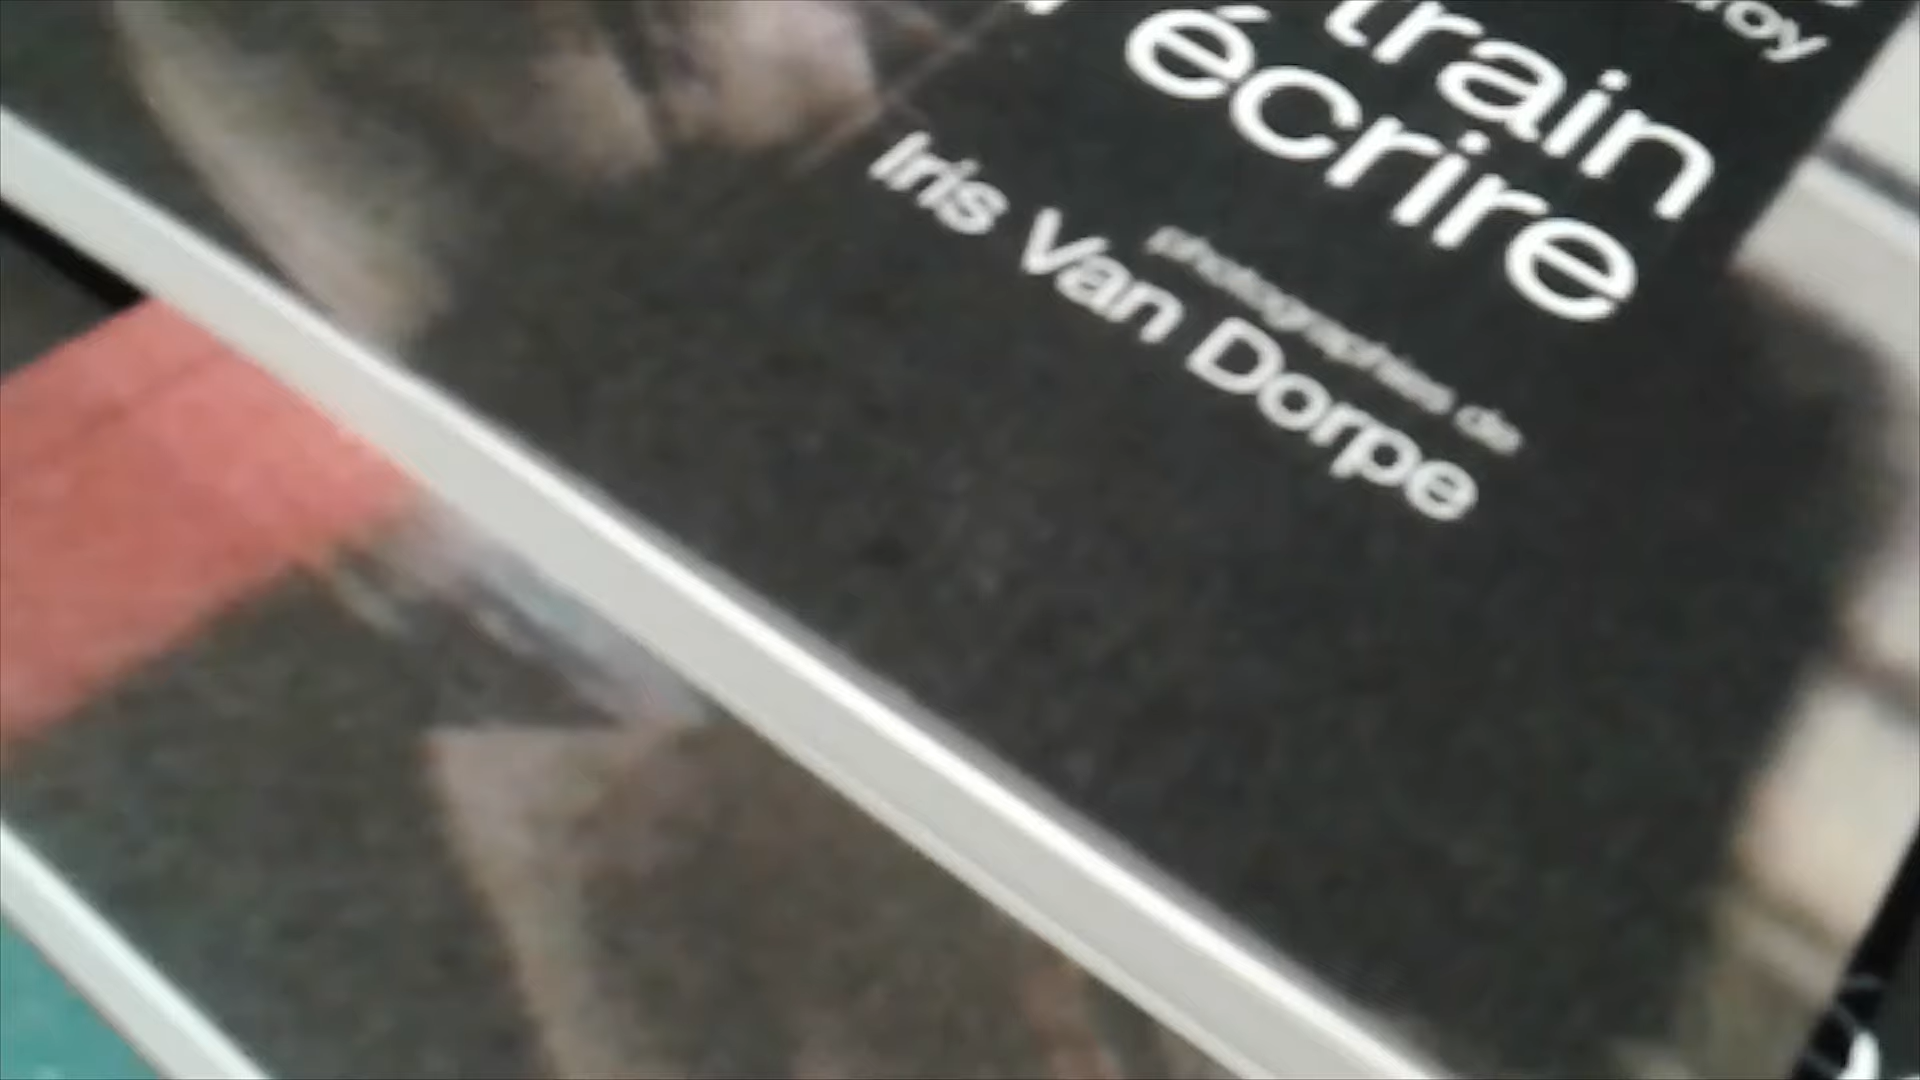 train
écrire
photographies de
Iris Van Dorpe